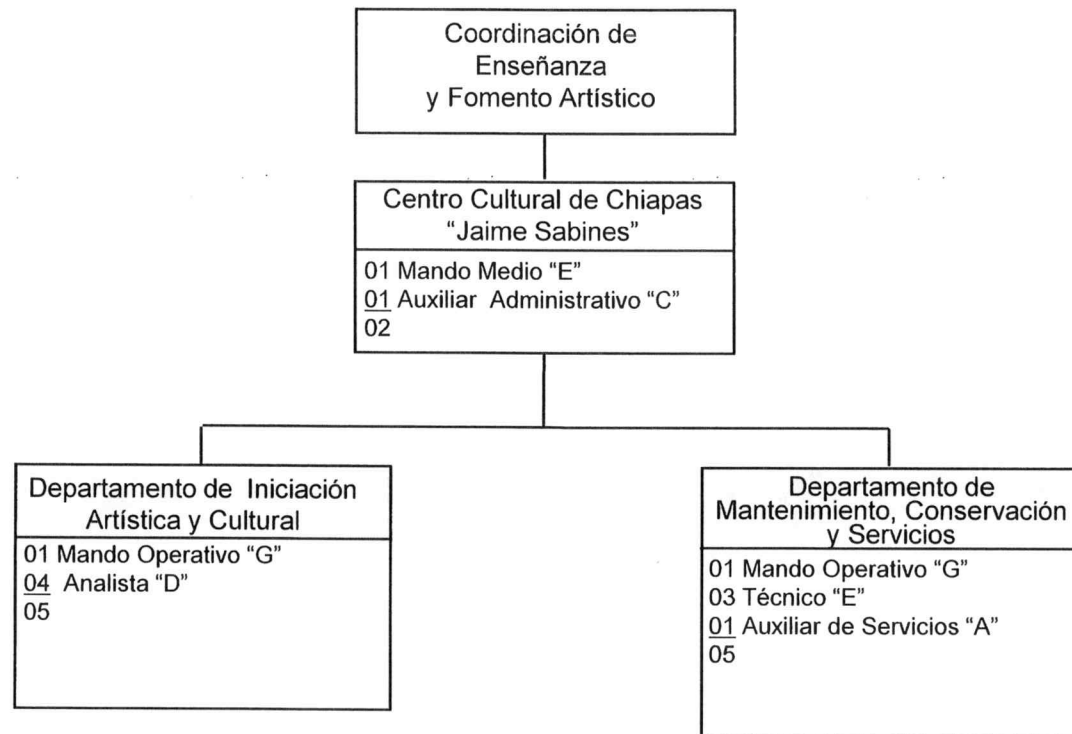 Coordinación de
Enseñanza
y Fomento Artístico
Centro Cultural de Chiapas
“Jaime Sabines”
01 Mando Medio “E”
01 Auxiliar Administrativo “C”
02
Departamento de Iniciación
Artística y Cultural
01 Mando Operativo “G”
04 Analista “D”
05
Departamento de
Mantenimiento, Conservación
y Servicios
01 Mando Operativo “G”
03 Técnico “E”
01 Auxiliar de Servicios “A”
05